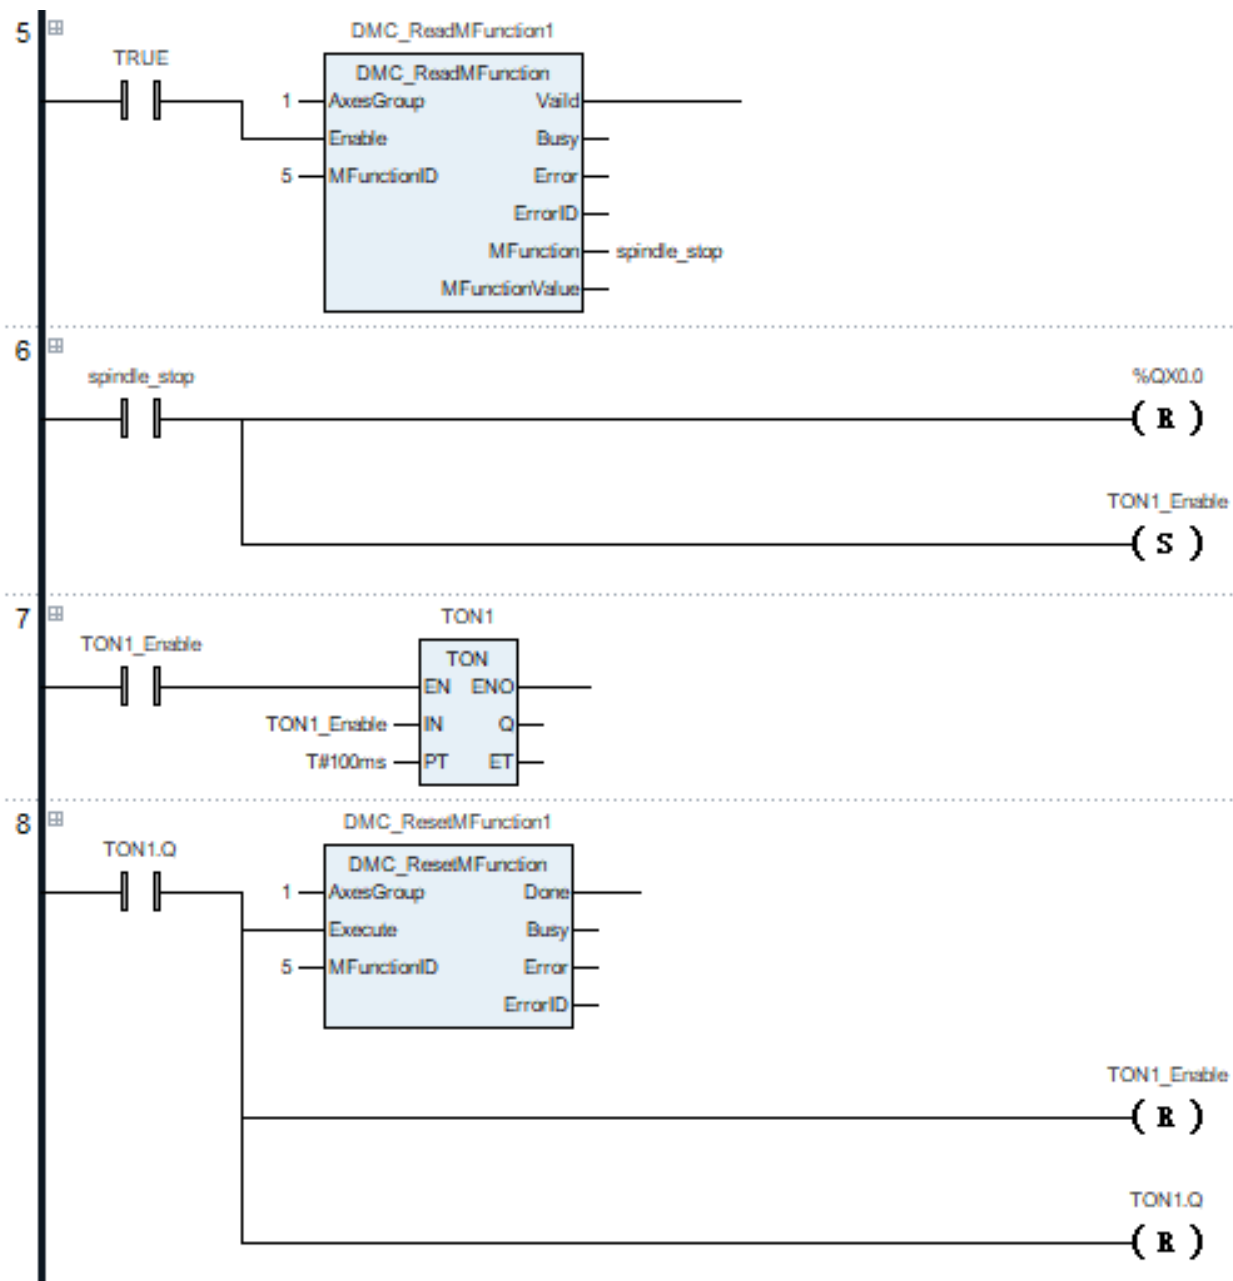 5
DMC_ReadMFunction1
TRUE
DMC_ReadMFunction
1 AxesGroup Vaild
Enable Busy
5 MFunctionID Error
ErrorID
MFunction spindle_stop
MFunctionValue
6
spindle_stop %QX0.0
( R )
TON1_Enable
( S )
7
TON1
TON1_Enable
TON
EN ENO
TON1_Enable IN Q
T#100ms PT ET
8
DMC_ResetMFunction1
TON1.Q
DMC_ResetMFunction
1 AxesGroup Done
Execute Busy
5 MFunctionID Error
ErrorID
TON1_Enable
( R )
TON1.Q
( R )